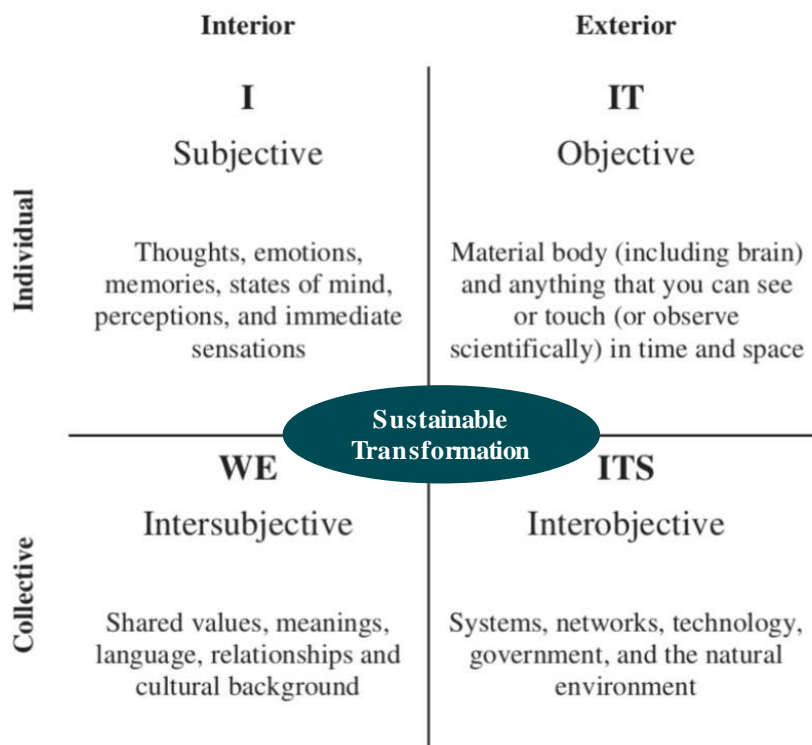 Interior
Exterior
I
Subjective
Thoughts, emotions,
memories, states of mind,
perceptions, and immediate
sensations
IT
Objective
Material body (including brain)
and anything that you can see
or touch (or observe
scientifically) in time and space
Individual
Sustainable
Transformation
WE
Intersubjective
Shared values, meanings,
language, relationships and
cultural background
ITS
Interobjective
Systems, networks, technology,
government, and the natural
environment
Collective